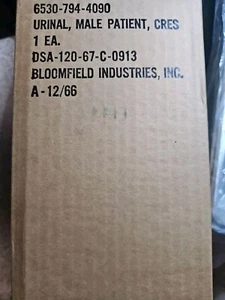 6530-794-4090
URINAL, MALE PATIENT, CRES
1 EA.
DSA-120-67-C-0913
BLOOMFIELD INDUSTRIES, INC.
A-12/66